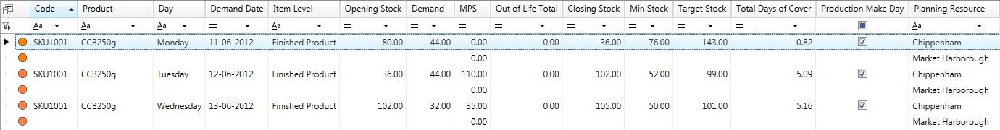 Code Product Day Demand Date Item Level Opening Stock Demand MPS Out of Life Total Closing Stock Min Stock Target Stock Total Days of Cover Production Make Day Planning Resource
Aa Aa Aa = Aa = = = = = = = = Aa
SKU1001 CCB250g Monday 11-06-2012 Finished Product 80.00 44.00 0.00 0.00 36.00 76.00 143.00 0.82 Chippenham
0.00 Market Harborough
SKU1001 CCB250g Tuesday 12-06-2012 Finished Product 36.00 44.00 110.00 0.00 102.00 52.00 99.00 5.09 Chippenham
0.00 Market Harborough
SKU1001 CCB250g Wednesday 13-06-2012 Finished Product 102.00 32.00 35.00 0.00 105.00 50.00 101.00 5.16 Chippenham
0.00 Market Harborough